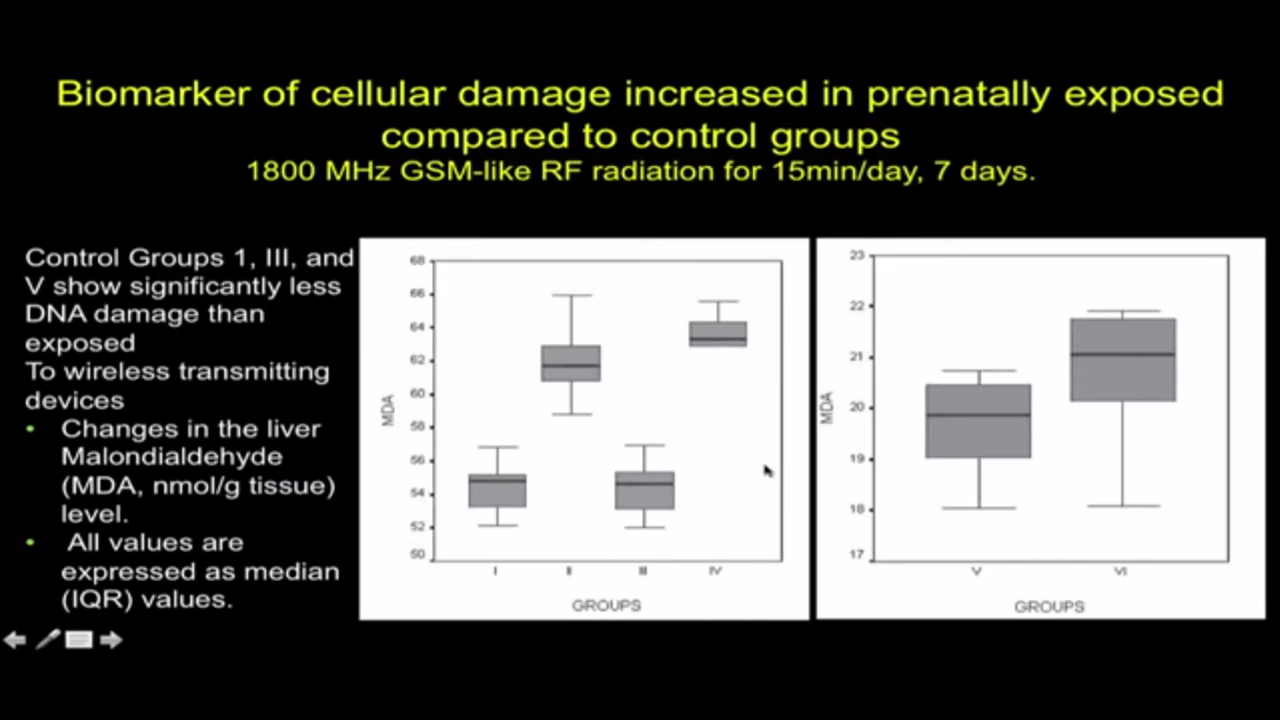 Biomarker of cellular damage increased in prenatally exposed
compared to control groups
1800 MHz GSM-like RF radiation for 15min/day, 7 days.
Control Groups 1, III, and
V show significantly less
DNA damage than
exposed
To wireless transmitting
devices
• Changes in the liver
Malondialdehyde
(MDA, nmol/g tissue)
level.
• All values are
expressed as median
(IQR) values.
68
66
64
62
60
58
56
54
52
50
MDA
I II III IV
GROUPS
23
22
21
20
19
18
17
MDA
V VI
GROUPS